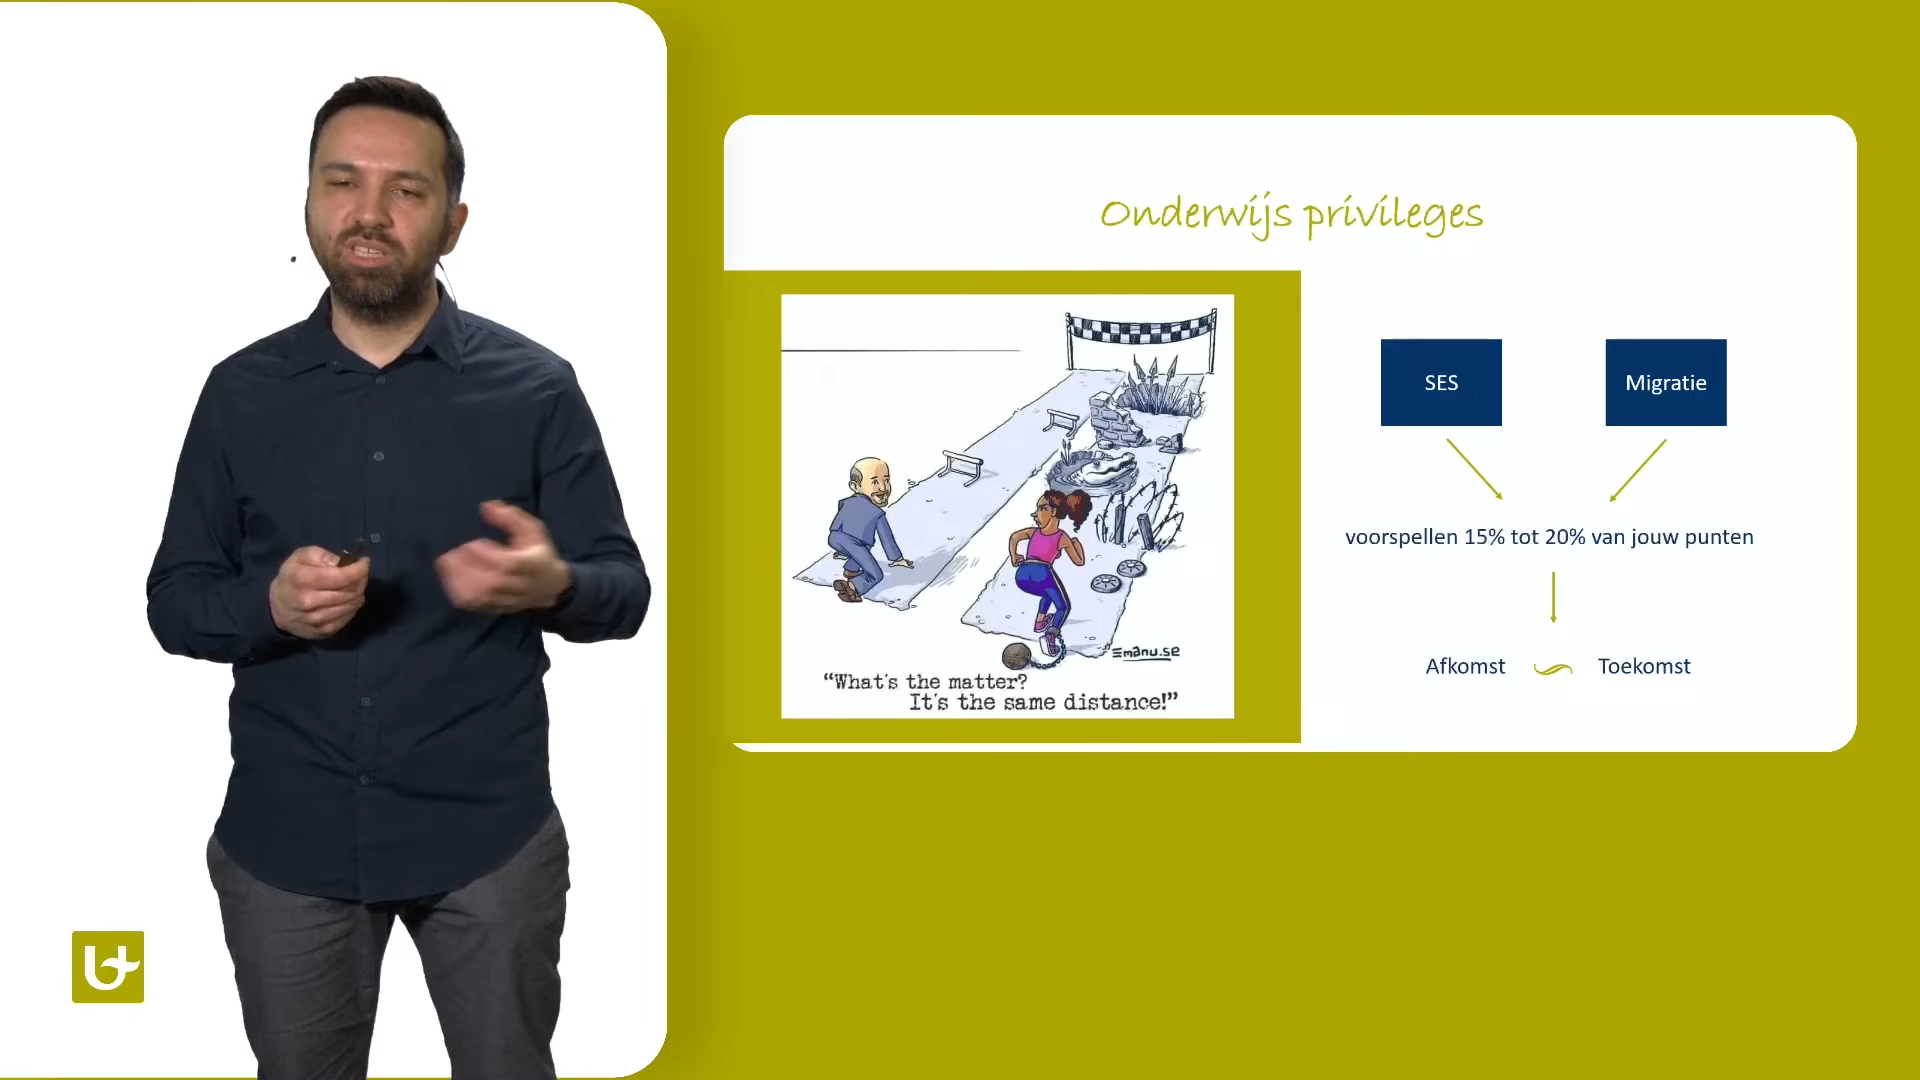 Onderwijs privileges
EmanU.se
“What's the matter?
It's the same distance!”
SES
Migratie
voorspellen 15% tot 20% van jouw punten
Afkomst
Toekomst